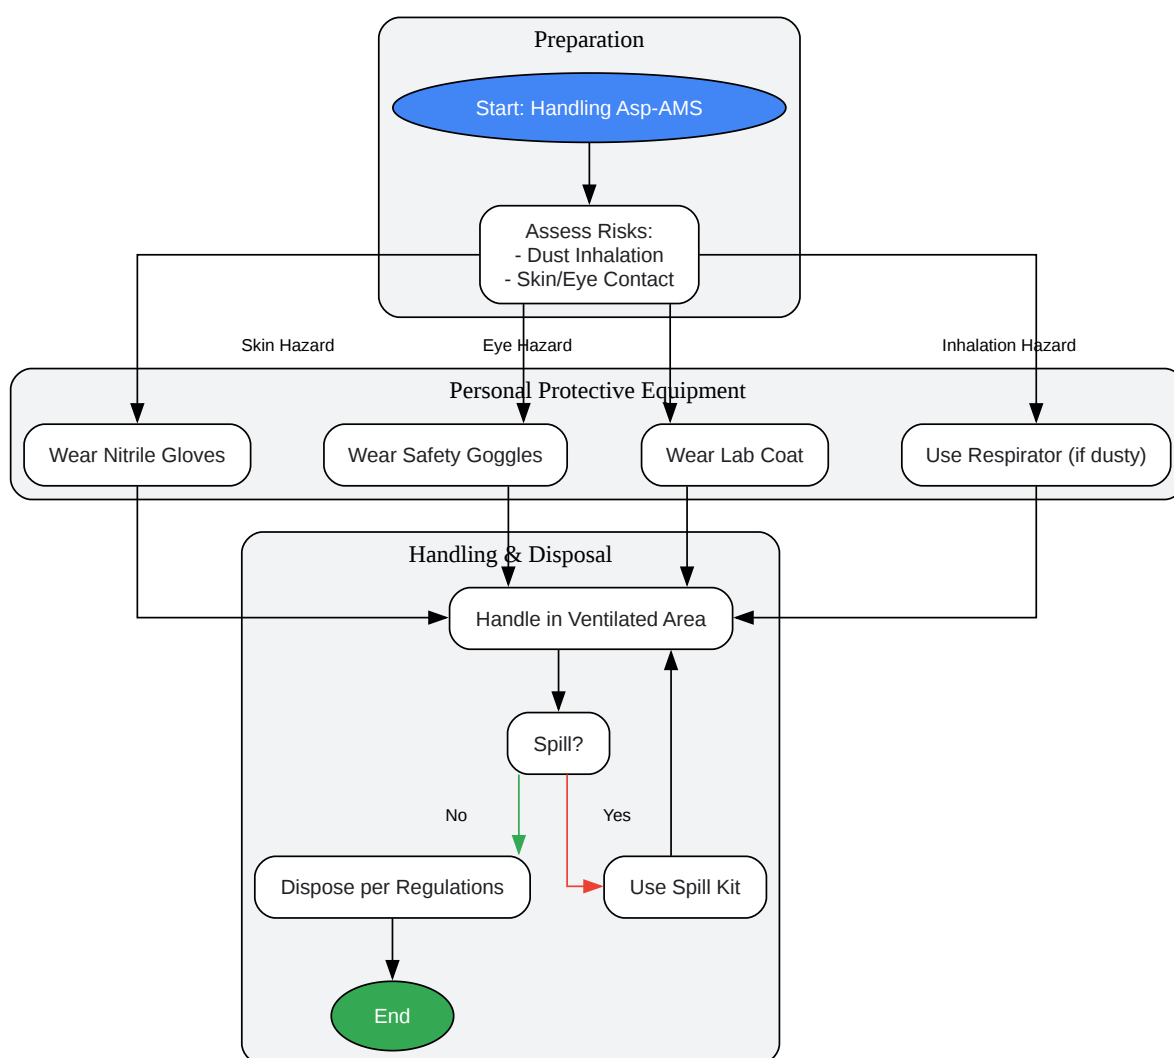 Preparation
Start: Handling Asp-AMS
Assess Risks:
- Dust Inhalation
- Skin/Eye Contact
Skin Hazard
Eye Hazard
Inhalation Hazard
Personal Protective Equipment
Wear Nitrile Gloves
Wear Safety Goggles
Wear Lab Coat
Use Respirator (if dusty)
Handling & Disposal
Handle in Ventilated Area
Spill?
No
Yes
Dispose per Regulations
Use Spill Kit
End